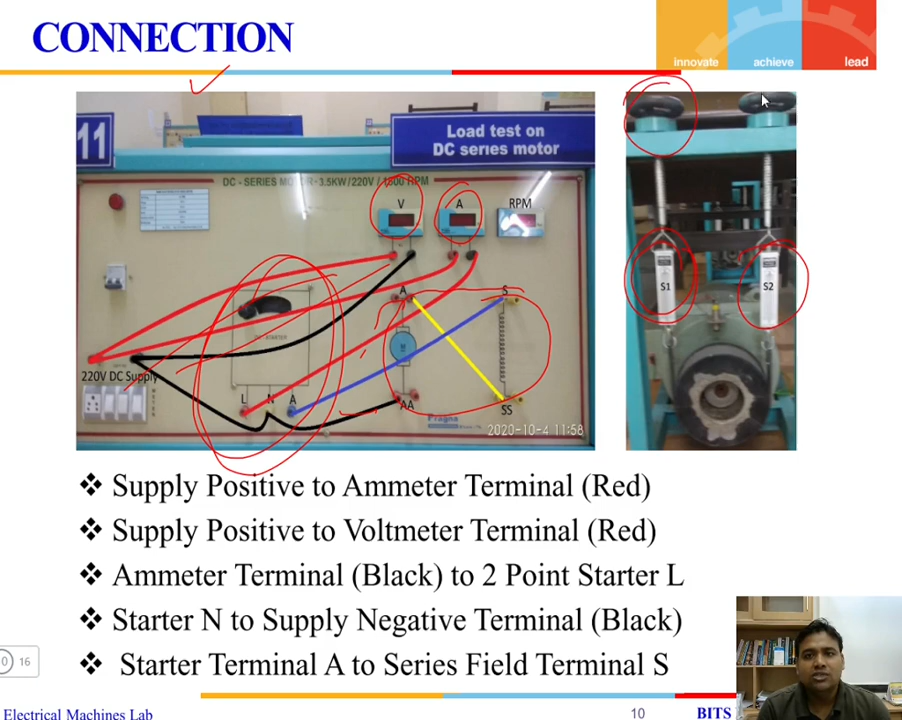 CONNECTION
innovate achieve lead
11
Load test on
DC series motor
DC - SERIES MOTOR - 3.5KW / 220V / 1500 RPM
V A RPM
A S
STARTER
S1 S2
220V DC Supply
L N A AA SS
Pragna
2020-10-4 11:58
❖ Supply Positive to Ammeter Terminal (Red)
❖ Supply Positive to Voltmeter Terminal (Red)
❖ Ammeter Terminal (Black) to 2 Point Starter L
❖ Starter N to Supply Negative Terminal (Black)
❖ Starter Terminal A to Series Field Terminal S
16
Electrical Machines Lab 10 BITS